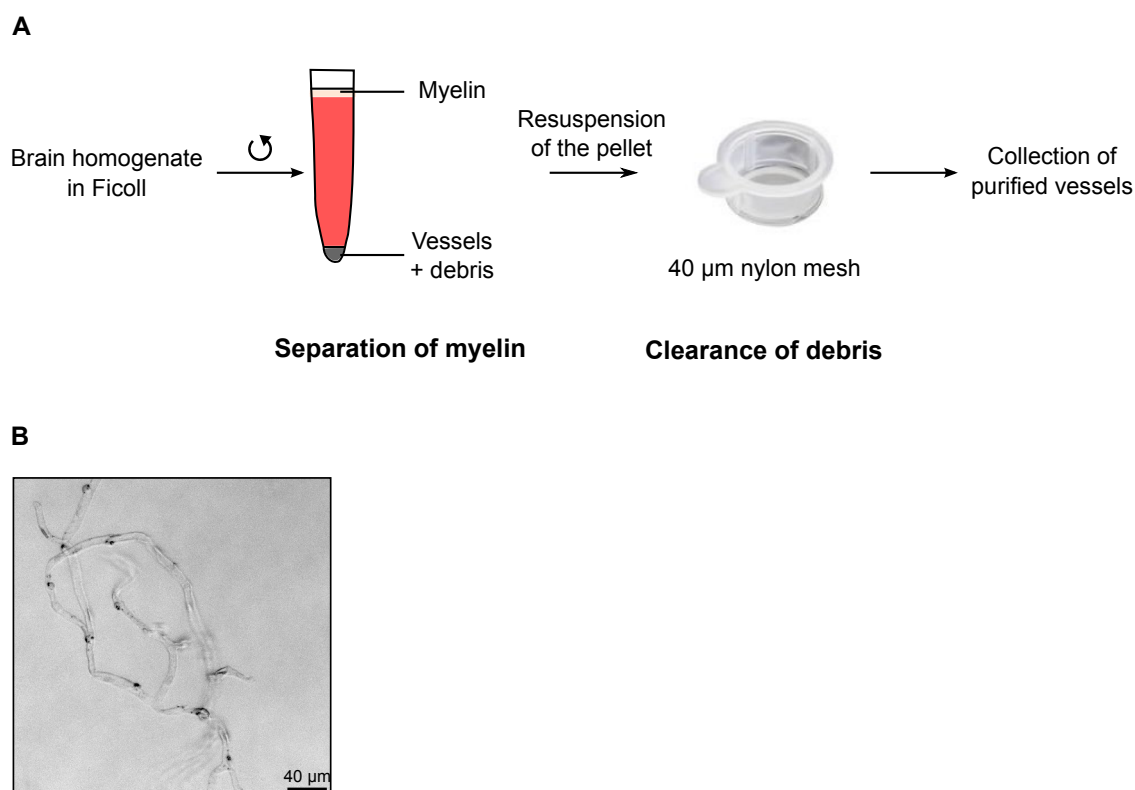 A
Brain homogenate
in Ficoll
Myelin
Vessels
+ debris
Separation of myelin
Resuspension
of the pellet
40 µm nylon mesh
Clearance of debris
Collection of
purified vessels
B
40 µm